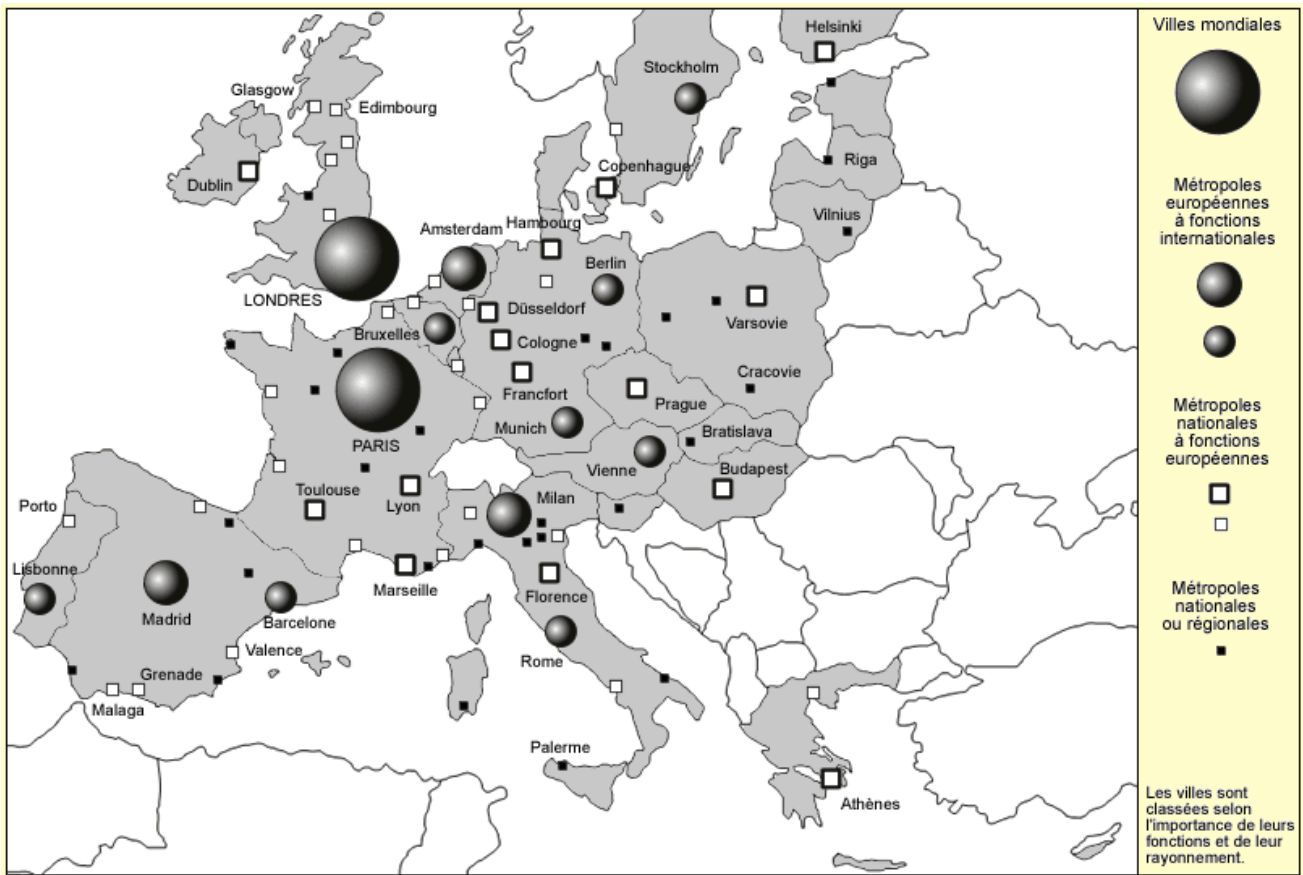 Helsinki
Stockholm
Glasgow
Edimbourg
Riga
Copenhague
Dublin
Vilnius
Amsterdam
Hambourg
Berlin
LONDRES
Düsseldorf
Varsovie
Bruxelles
Cologne
Cracovie
Francfort
Prague
Munich
Bratislava
PARIS
Vienne
Budapest
Toulouse
Lyon
Milan
Porto
Lisbonne
Marseille
Florence
Madrid
Barcelone
Valence
Rome
Grenade
Malaga
Palerme
Athènes
Villes mondiales
Métropoles
européennes
à fonctions
internationales
Métropoles
nationales
à fonctions
européennes
Métropoles
nationales
ou régionales
Les villes sont
classées selon
l'importance de leurs
fonctions et de leur
rayonnement.